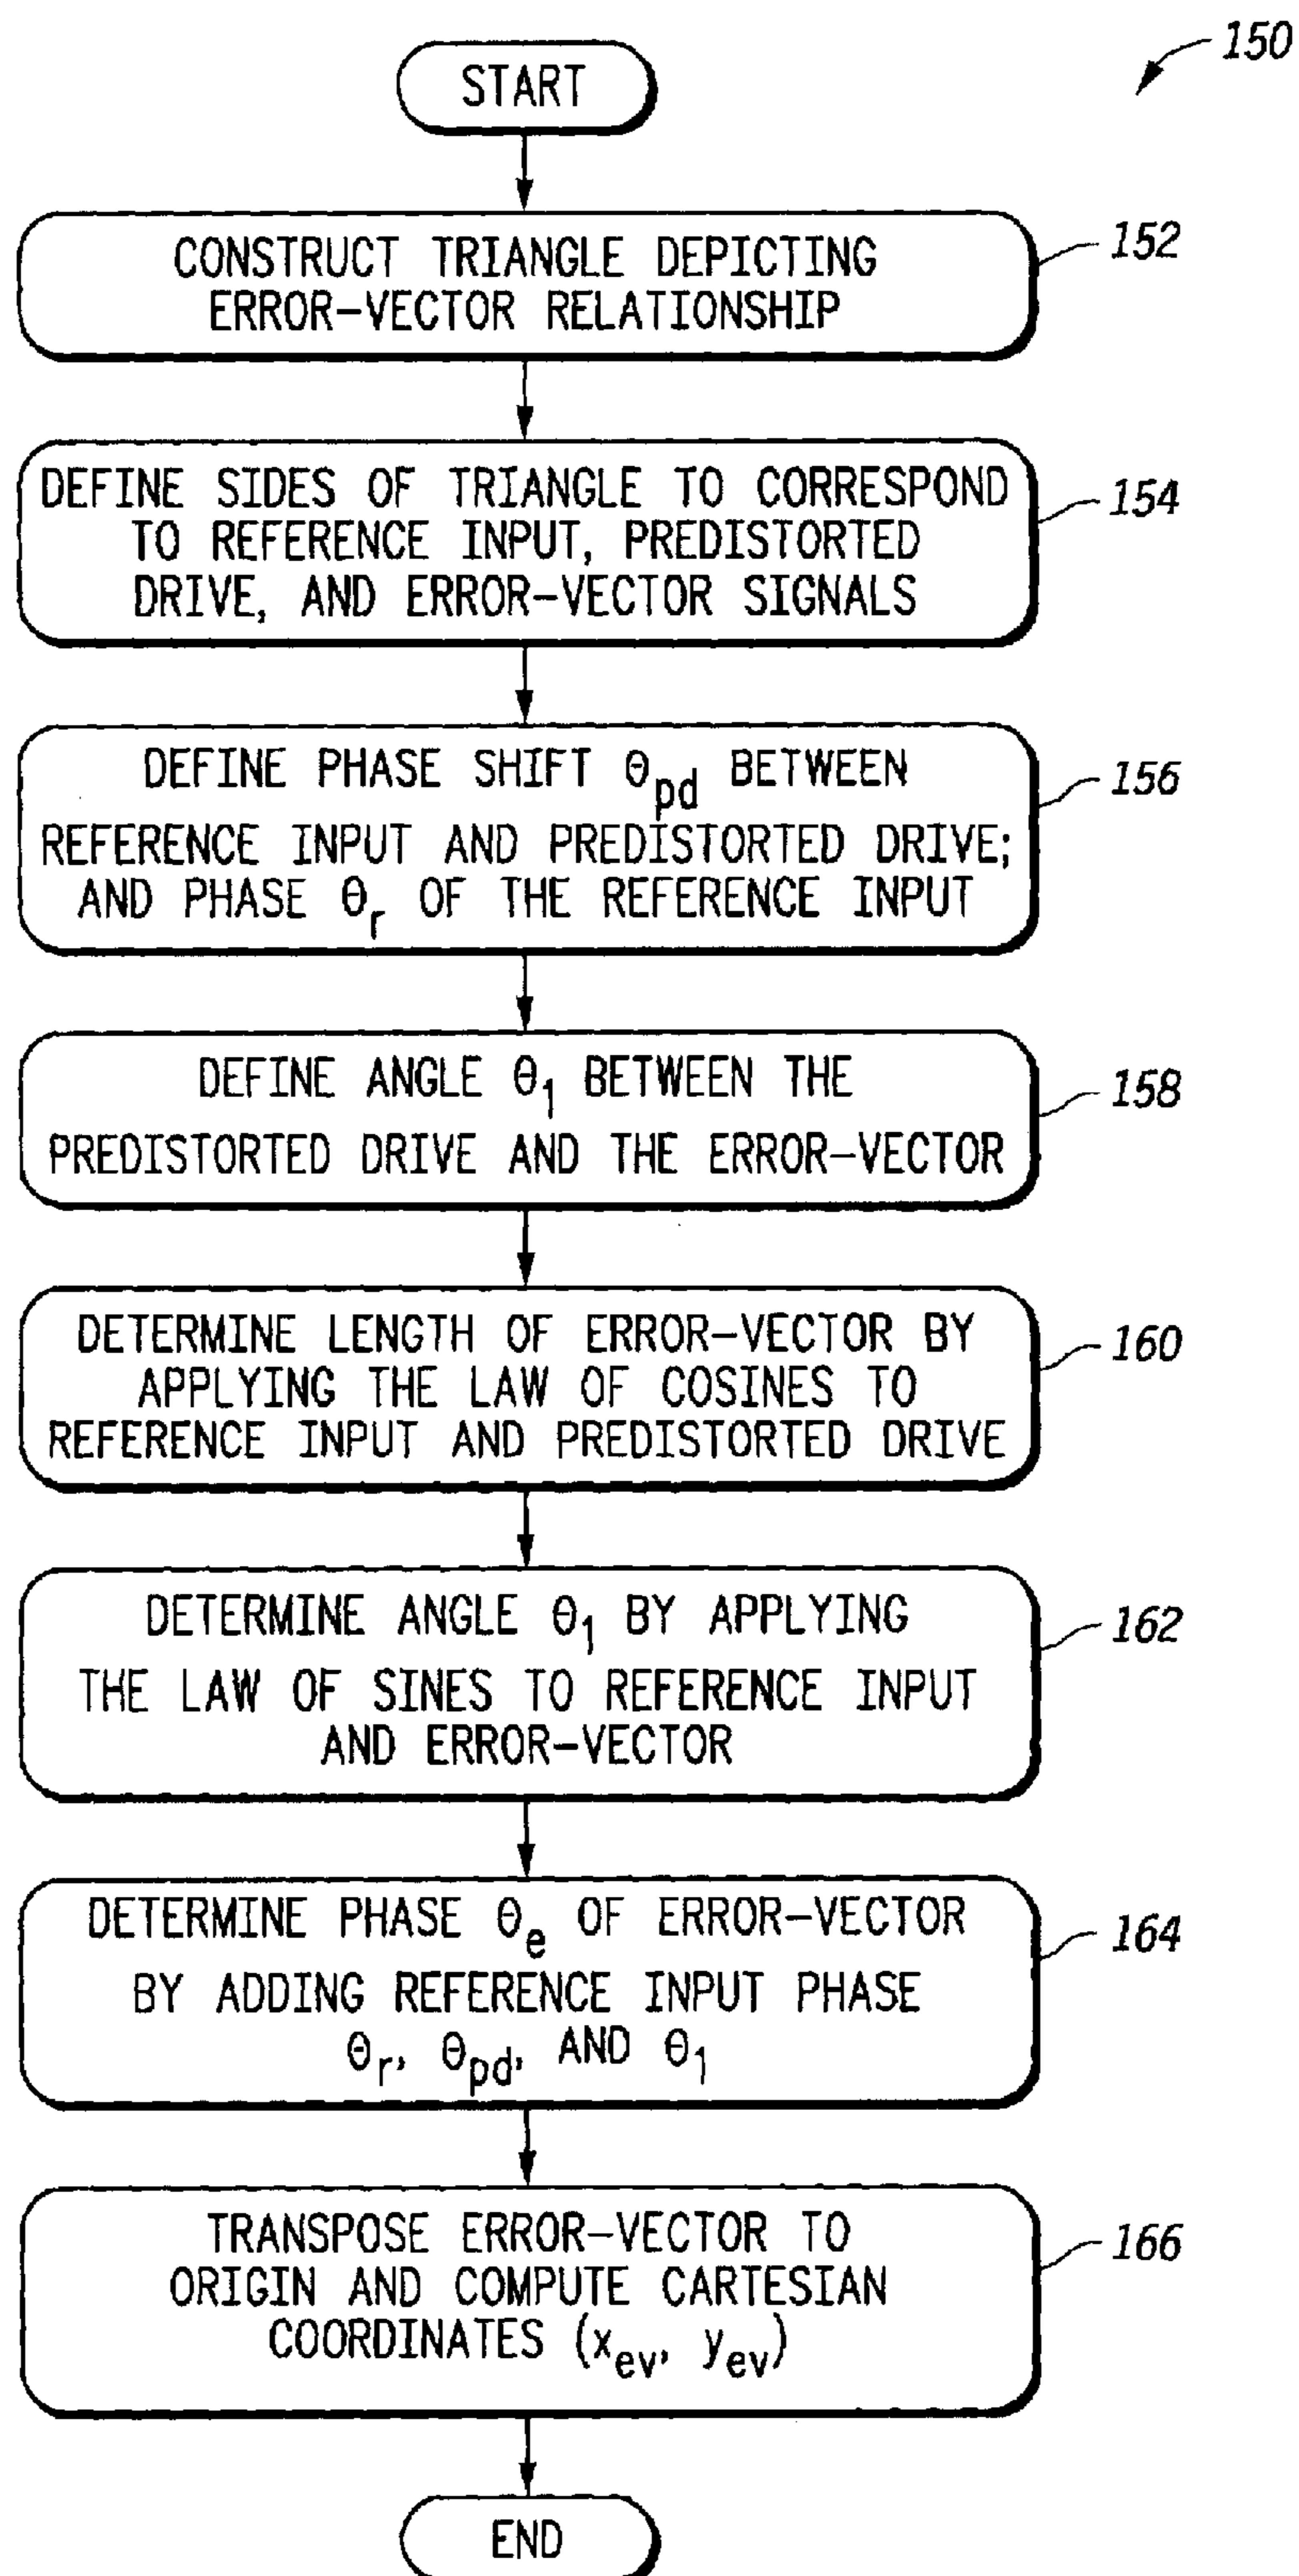 150
START
CONSTRUCT TRIANGLE DEPICTING
ERROR-VECTOR RELATIONSHIP
152
DEFINE SIDES OF TRIANGLE TO CORRESPOND
TO REFERENCE INPUT, PREDISTORTED
DRIVE, AND ERROR-VECTOR SIGNALS
154
DEFINE PHASE SHIFT θpd BETWEEN
REFERENCE INPUT AND PREDISTORTED DRIVE;
AND PHASE θr OF THE REFERENCE INPUT
156
DEFINE ANGLE θ1 BETWEEN THE
PREDISTORTED DRIVE AND THE ERROR-VECTOR
158
DETERMINE LENGTH OF ERROR-VECTOR BY
APPLYING THE LAW OF COSINES TO
REFERENCE INPUT AND PREDISTORTED DRIVE
160
DETERMINE ANGLE θ1 BY APPLYING
THE LAW OF SINES TO REFERENCE INPUT
AND ERROR-VECTOR
162
DETERMINE PHASE θe OF ERROR-VECTOR
BY ADDING REFERENCE INPUT PHASE
θr, θpd, AND θ1
164
TRANSPOSE ERROR-VECTOR TO
ORIGIN AND COMPUTE CARTESIAN
COORDINATES (xev, yev)
166
END